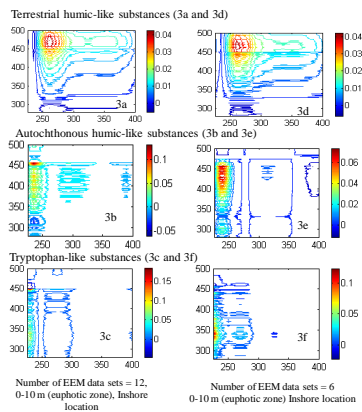 Terrestrial humic-like substances (3a and 3d)
500
450
400
350
300
250 300 350 400
3a
0.04
0.03
0.02
0.01
0
500
450
400
350
300
250 300 350 400
3d
0.04
0.03
0.02
0.01
0
Autochthonous humic-like substances (3b and 3e)
500
450
400
350
300
250 300 350 400
3b
0.1
0.05
0
-0.05
500
450
400
350
300
250 300 350 400
3e
0.06
0.04
0.02
0
Tryptophan-like substances (3c and 3f)
500
450
400
350
300
250 300 350 400
3c
0.15
0.1
0.05
0
500
450
400
350
300
250 300 350 400
3f
0.1
0.05
0
Number of EEM data sets = 12,
0-10 m (euphotic zone), Inshore
location
Number of EEM data sets = 6
0-10 m (euphotic zone), Inshore location